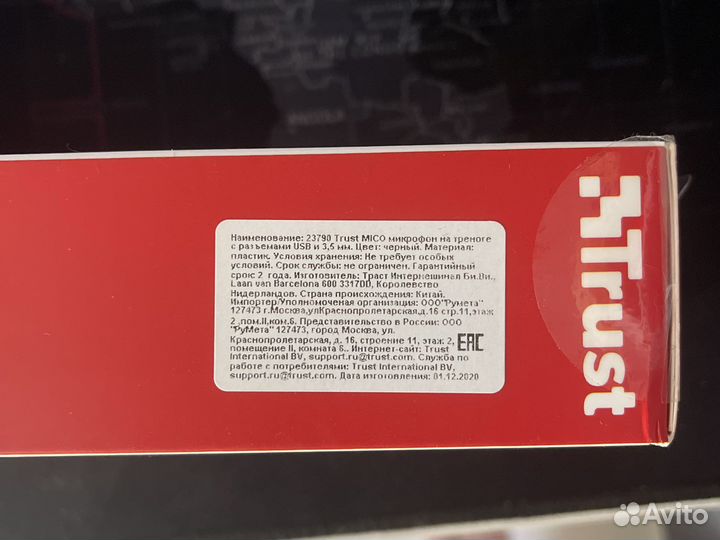 Наименование: 23790 Trust MICO микрофон на треноге
с разъемами USB и 3,5 мм. Цвет: черный. Материал:
пластик. Условия хранения: Не требует особых
условий. Срок службы: не ограничен. Гарантийный
срок: 2 года. Изготовитель: Траст Интернешинал Би.Ви.,
Laan van Barcelona 600 3317DD, Королевство
Нидерландов. Страна происхождения: Китай.
Импортер/Уполномоченая организация: ООО"Румета"
127473 г.Москва,улКраснопролетарская,д.16 стр.11,этаж
2 ,пом.II,ком.6. Представительство в России: ООО
"РуМета" 127473, город Москва, ул.
Краснопролетарская, д. 16, строение 11, этаж 2,
помещение II, комната 6.. Интернет-сайт: Trust
International BV, support.ru@trust.com. Служба по
работе с потребителями: Trust International BV,
support.ru@trust.com. Дата изготовления: 01.12.2020
EAC
Trust
Avito